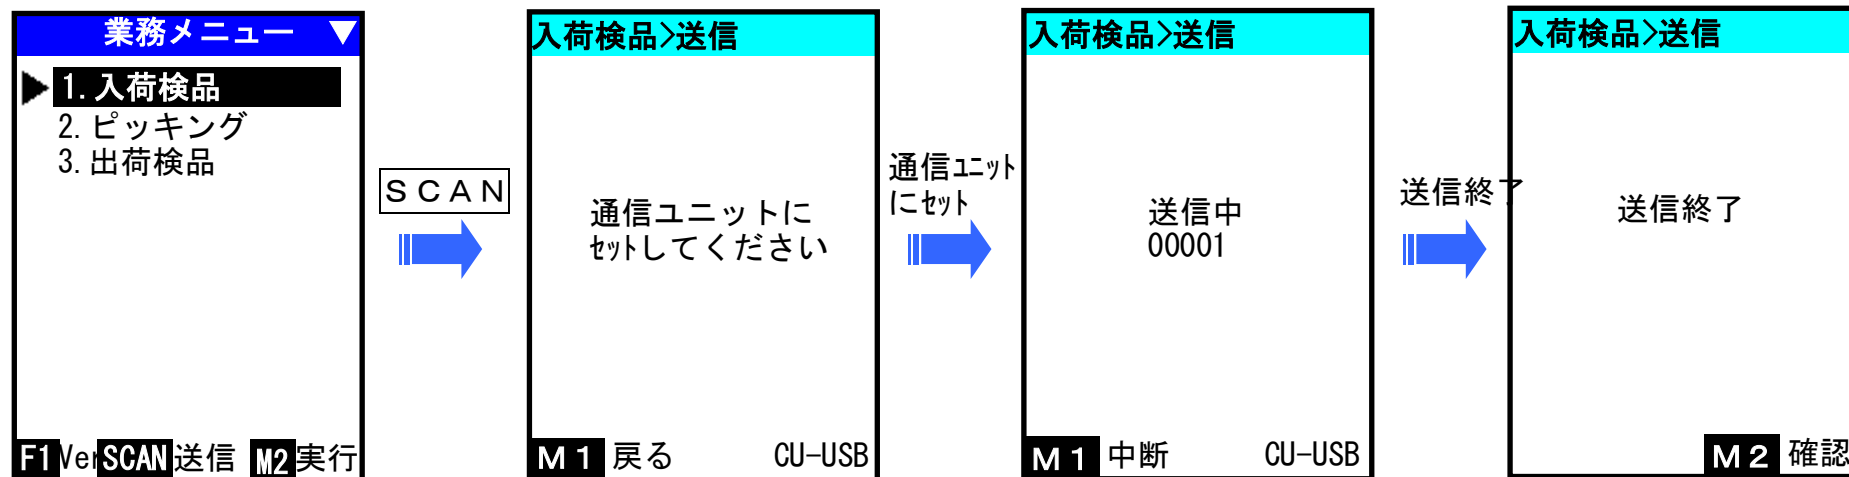 業務メニュー ▼
▶ 1.入荷検品
2.ピッキング
3.出荷検品
F1 Ver SCAN 送信 M2 実行
ＳＣＡＮ
入荷検品>送信
通信ユニットに
ｾｯﾄしてください
Ｍ１ 戻る CU-USB
通信ﾕﾆｯﾄ
にｾｯﾄ
入荷検品>送信
送信中
00001
Ｍ１ 中断 CU-USB
送信終了
入荷検品>送信
送信終了
Ｍ２ 確認